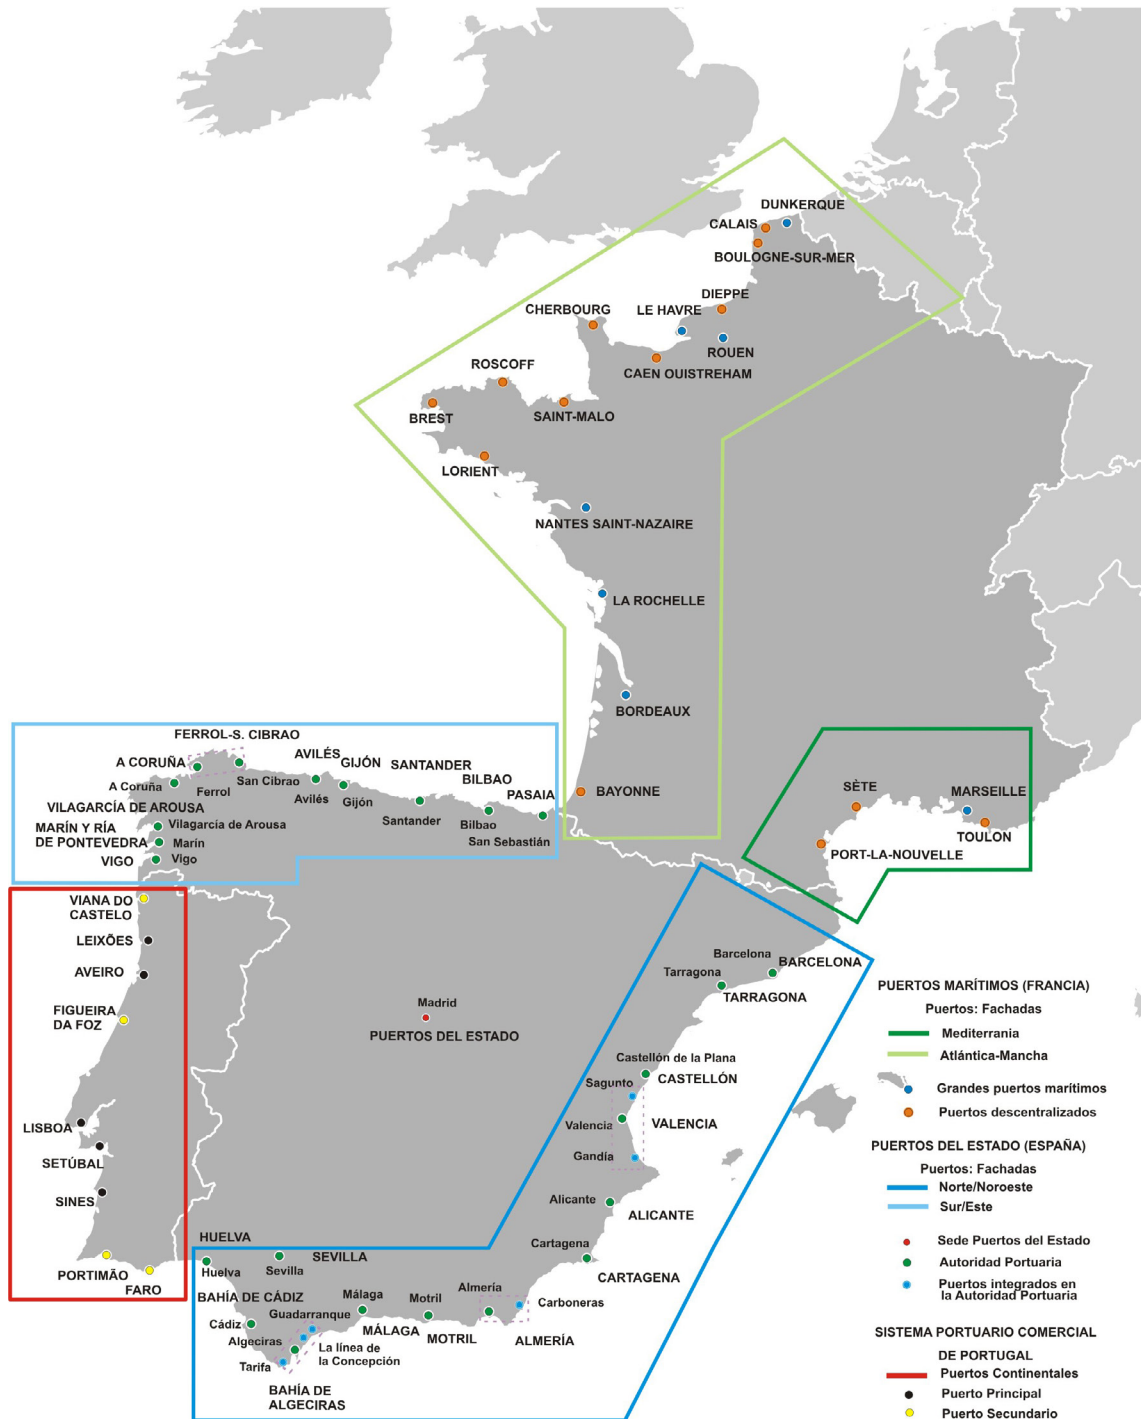 DUNKERQUE
CALAIS
BOULOGNE-SUR-MER
DIEPPE
CHERBOURG
LE HAVRE
ROUEN
CAEN OUISTREHAM
ROSCOFF
BREST
SAINT-MALO
LORIENT
NANTES SAINT-NAZAIRE
LA ROCHELLE
BORDEAUX
BAYONNE
SÈTE
MARSEILLE
TOULON
PORT-LA-NOUVELLE
FERROL-S. CIBRAO
A CORUÑA
A Coruña
Ferrol
San Cibrao
AVILÉS
Avilés
GIJÓN
Gijón
SANTANDER
Santander
BILBAO
Bilbao
PASAIA
San Sebastián
VILAGARCÍA DE AROUSA
Vilagarcía de Arousa
MARÍN Y RÍA
DE PONTEVEDRA
Marín
VIGO
Vigo
VIANA DO
CASTELO
LEIXÕES
AVEIRO
FIGUEIRA
DA FOZ
LISBOA
SETÚBAL
SINES
PORTIMÃO
FARO
Madrid
PUERTOS DEL ESTADO
Barcelona
BARCELONA
Tarragona
TARRAGONA
Castellón de la Plana
CASTELLÓN
Sagunto
Valencia
VALENCIA
Gandía
Alicante
ALICANTE
Cartagena
CARTAGENA
HUELVA
Huelva
SEVILLA
Sevilla
BAHÍA DE CÁDIZ
Cádiz
Guadarranque
Algeciras
La línea de
la Concepción
Tarifa
BAHÍA DE
ALGECIRAS
Málaga
MÁLAGA
Motril
MOTRIL
Almería
Carboneras
ALMERÍA
PUERTOS MARÍTIMOS (FRANCIA)
Puertos: Fachadas
Mediterrania
Atlántica-Mancha
Grandes puertos marítimos
Puertos descentralizados
PUERTOS DEL ESTADO (ESPAÑA)
Puertos: Fachadas
Norte/Noroeste
Sur/Este
Sede Puertos del Estado
Autoridad Portuaria
Puertos integrados en
la Autoridad Portuaria
SISTEMA PORTUARIO COMERCIAL
DE PORTUGAL
Puertos Continentales
Puerto Principal
Puerto Secundario